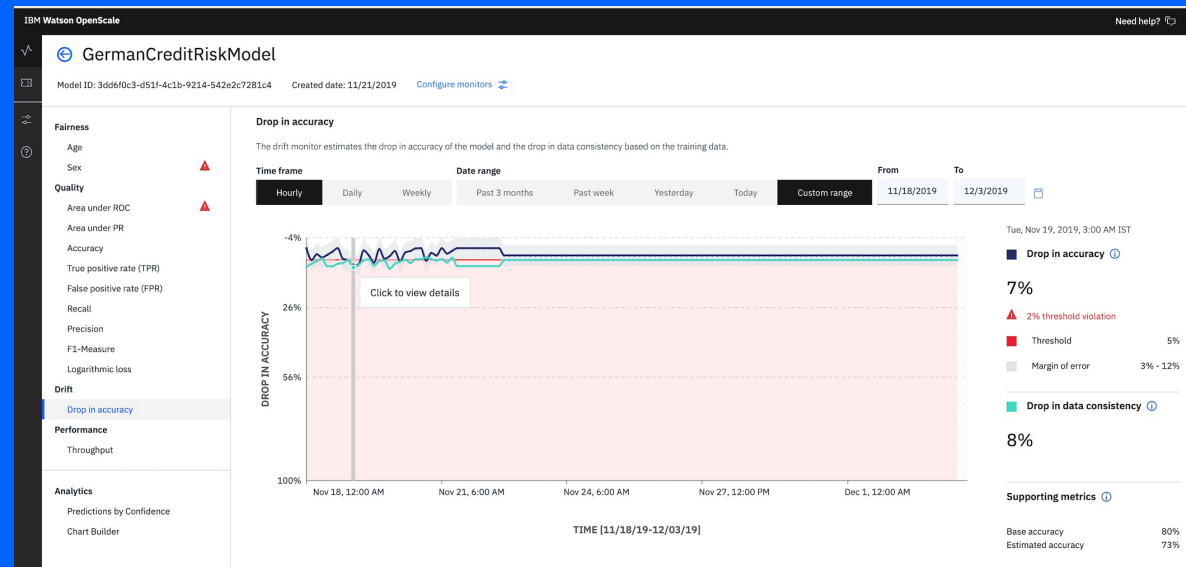 IBM Watson OpenScale
Need help?
GermanCreditRiskModel
Model ID: 3dd6f0c3-d51f-4c1b-9214-542e2c7281c4 Created date: 11/21/2019 Configure monitors
Fairness
Age
Sex
Quality
Area under ROC
Area under PR
Accuracy
True positive rate (TPR)
False positive rate (FPR)
Recall
Precision
F1-Measure
Logarithmic loss
Drift
Drop in accuracy
Performance
Throughput
Analytics
Predictions by Confidence
Chart Builder
Drop in accuracy
The drift monitor estimates the drop in accuracy of the model and the drop in data consistency based on the training data.
Time frame Date range From To
Hourly Daily Weekly Past 3 months Past week Yesterday Today Custom range 11/18/2019 12/3/2019
-4%
26%
56%
100%
DROP IN ACCURACY
Click to view details
Nov 18, 12:00 AM Nov 21, 6:00 AM Nov 24, 6:00 AM Nov 27, 12:00 PM Dec 1, 12:00 AM
TIME [11/18/19-12/03/19]
Tue, Nov 19, 2019, 3:00 AM IST
Drop in accuracy
7%
2% threshold violation
Threshold 5%
Margin of error 3% - 12%
Drop in data consistency
8%
Supporting metrics
Base accuracy 80%
Estimated accuracy 73%